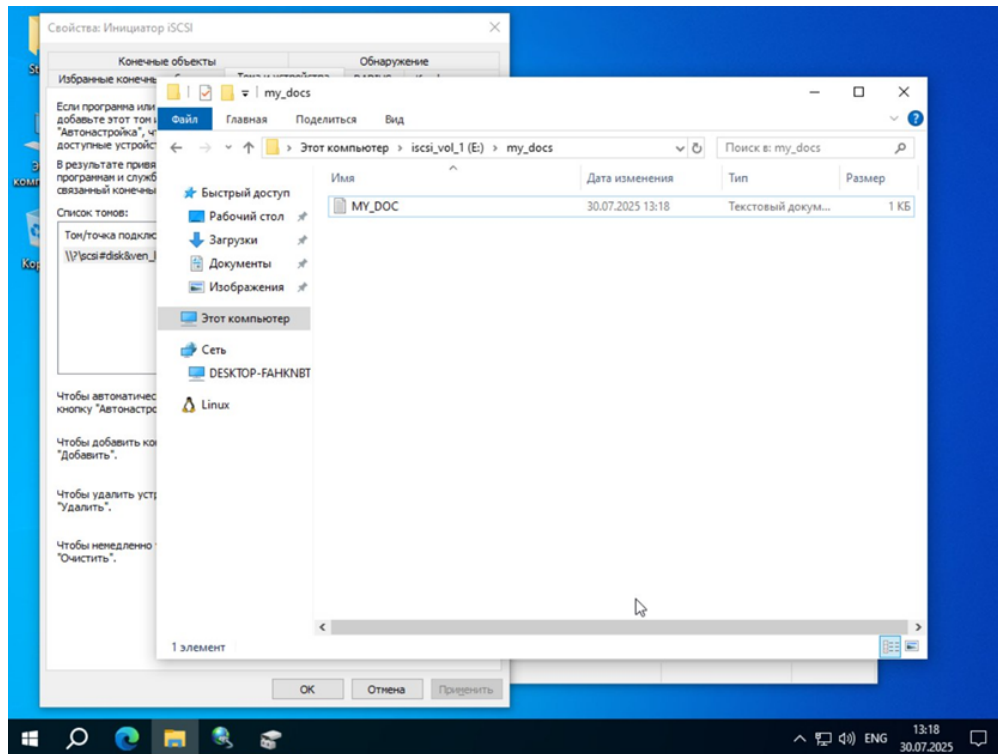 Свойства: Инициатор iSCSI
Конечные объекты
Обнаружение
Избранные конечные
Если программа или
добавьте этот том и
"Автонастройка",
доступные устройс
В результате привя
программам и служб
связанный конечны
Список томов:
Том/точка подклю
\\?\scsi#disk&ven_
Чтобы автоматичес
кнопку "Автонастро
Чтобы добавить ко
"Добавить".
Чтобы удалить устр
"Удалить".
Чтобы немедленно
"Очистить".
OK
Отмена
Применить
my_docs
Файл
Главная
Поделиться
Вид
Этот компьютер
iscsi_vol_1 (E:)
my_docs
Поиск в: my_docs
Имя
Дата изменения
Тип
Размер
MY_DOC
30.07.2025 13:18
Текстовый докум...
1 КБ
Быстрый доступ
Рабочий стол
Загрузки
Документы
Изображения
Этот компьютер
Сеть
DESKTOP-FAHKNBT
Linux
1 элемент
ENG
13:18
30.07.2025